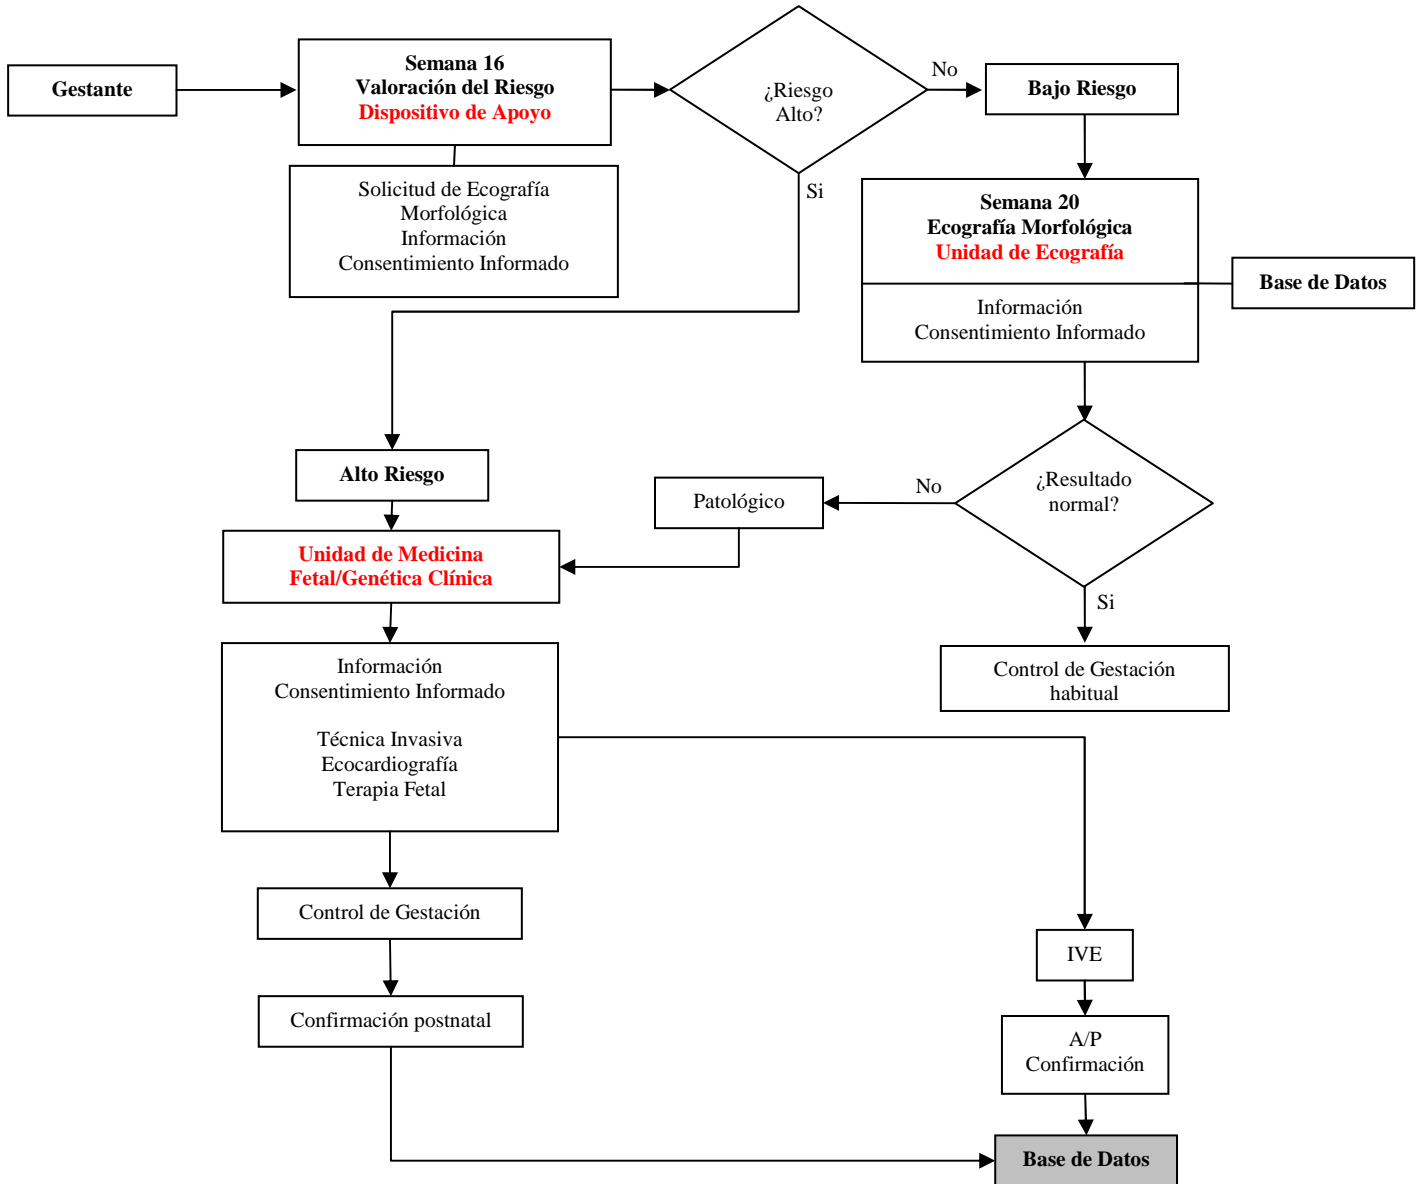 Gestante
Semana 16
Valoración del Riesgo
Dispositivo de Apoyo
Solicitud de Ecografía
Morfológica
Información
Consentimiento Informado
¿Riesgo
Alto?
No
Si
Bajo Riesgo
Semana 20
Ecografía Morfológica
Unidad de Ecografía
Información
Consentimiento Informado
Base de Datos
¿Resultado
normal?
No
Si
Patológico
Control de Gestación
habitual
Alto Riesgo
Unidad de Medicina
Fetal/Genética Clínica
Información
Consentimiento Informado
Técnica Invasiva
Ecocardiografía
Terapia Fetal
Control de Gestación
Confirmación postnatal
IVE
A/P
Confirmación
Base de Datos